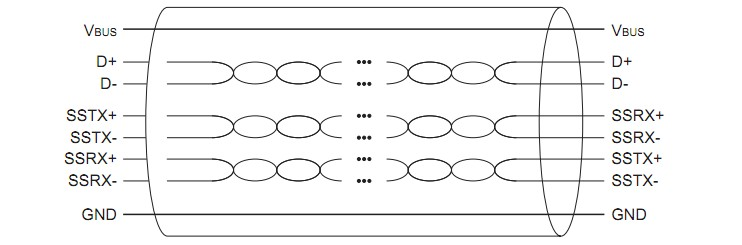 VBUS VBUS
D+ D+
D- D-
SSTX+ SSRX+
SSTX- SSRX-
SSRX+ SSTX+
SSRX- SSTX-
GND GND